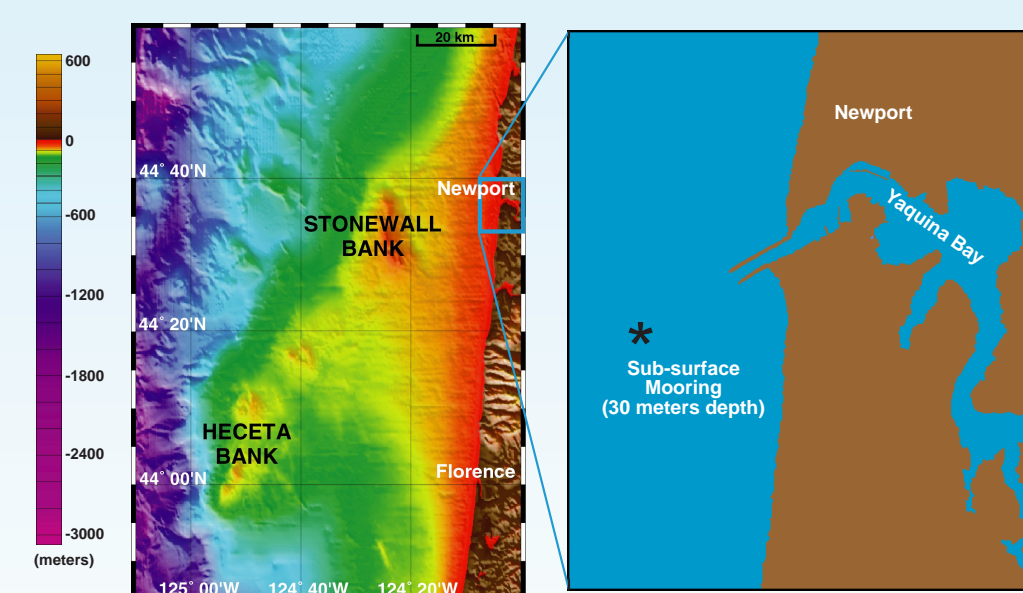 600
0
-600
-1200
-1800
-2400
-3000
(meters)
20 km
44° 40'N
Newport
STONEWALL
BANK
44° 20'N
HECETA
BANK
44° 00'N
Florence
125° 00'W
124° 40'W
124° 20'W
Newport
Yaquina Bay
*
Sub-surface
Mooring
(30 meters depth)